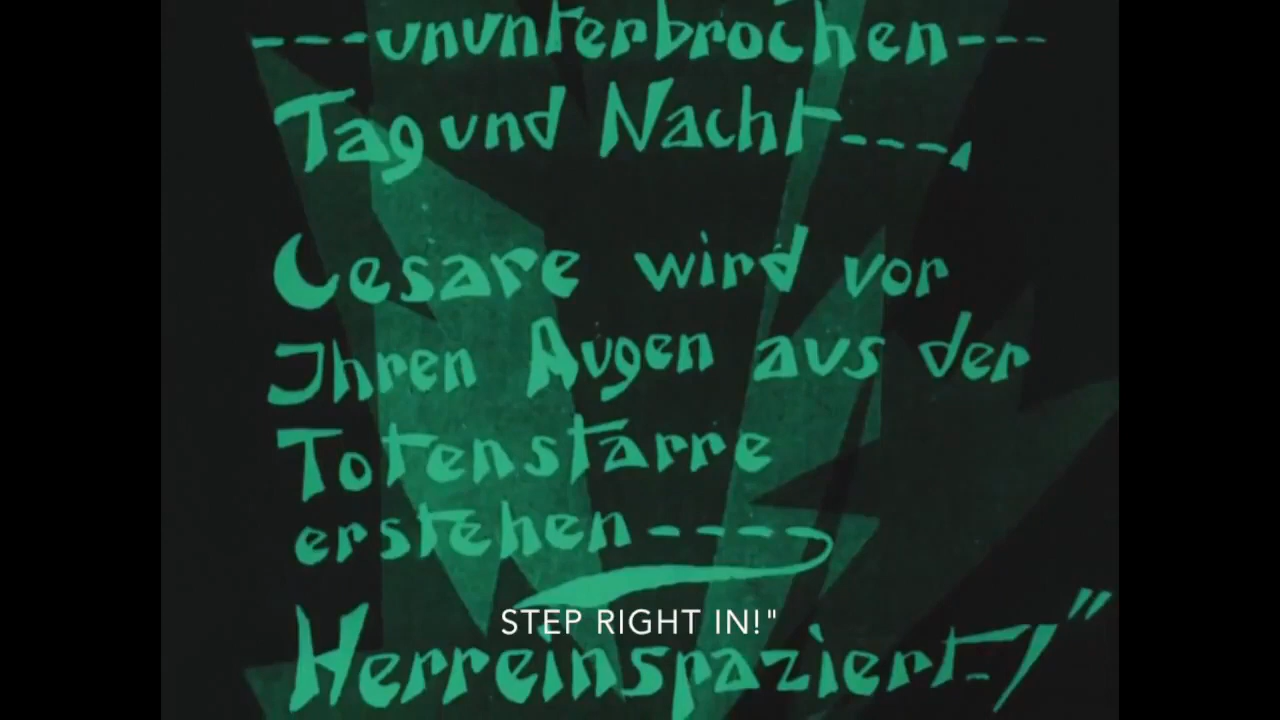 ---ununterbrochen---
Tag und Nacht----,
Cesare wird vor
Ihren Augen aus der
Totenstarre
erstehen----
STEP RIGHT IN!"
Herreinspaziert-!"